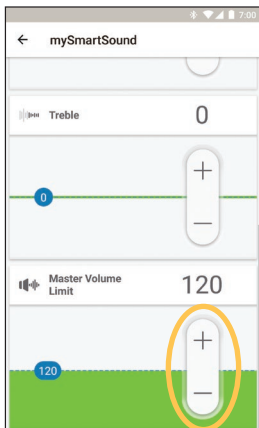 7:00
mySmartSound
Treble
0
+
0
—
Master Volume
Limit
120
+
120
—